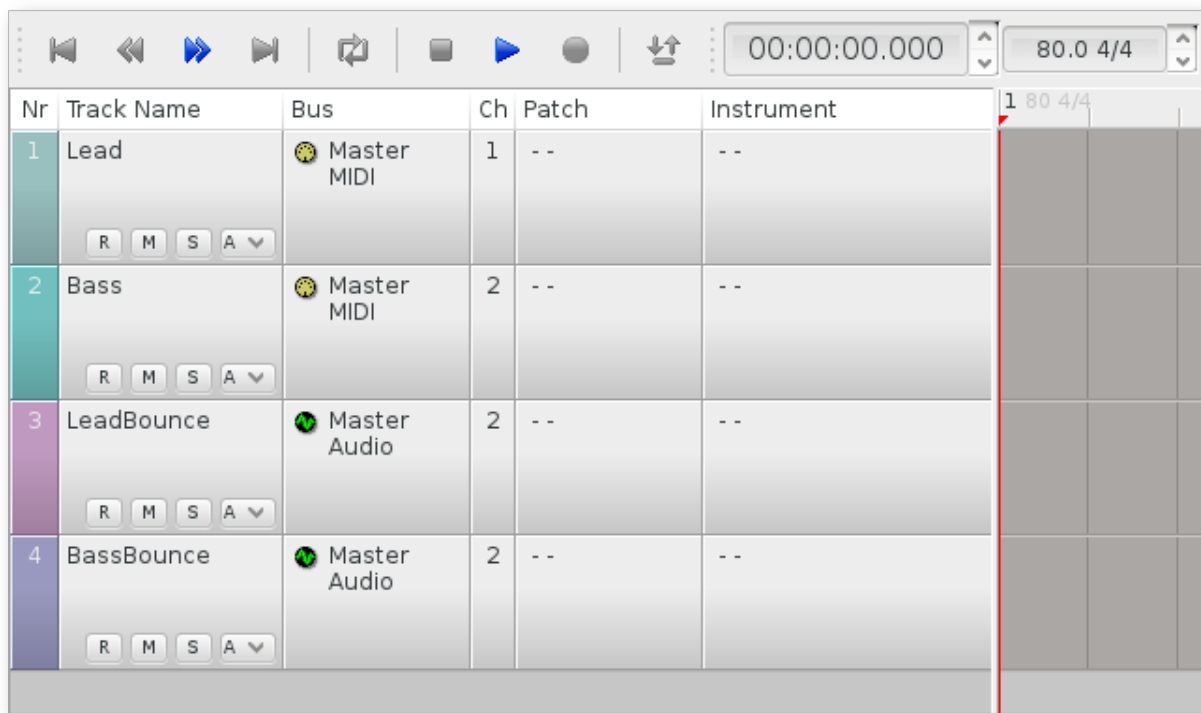 00:00:00.000 80.0 4/4
Nr Track Name Bus Ch Patch Instrument 1 80 4/4
1 Lead Master 1 - - - -
MIDI
R M S A
2 Bass Master 2 - - - -
MIDI
R M S A
3 LeadBounce Master 2 - - - -
Audio
R M S A
4 BassBounce Master 2 - - - -
Audio
R M S A